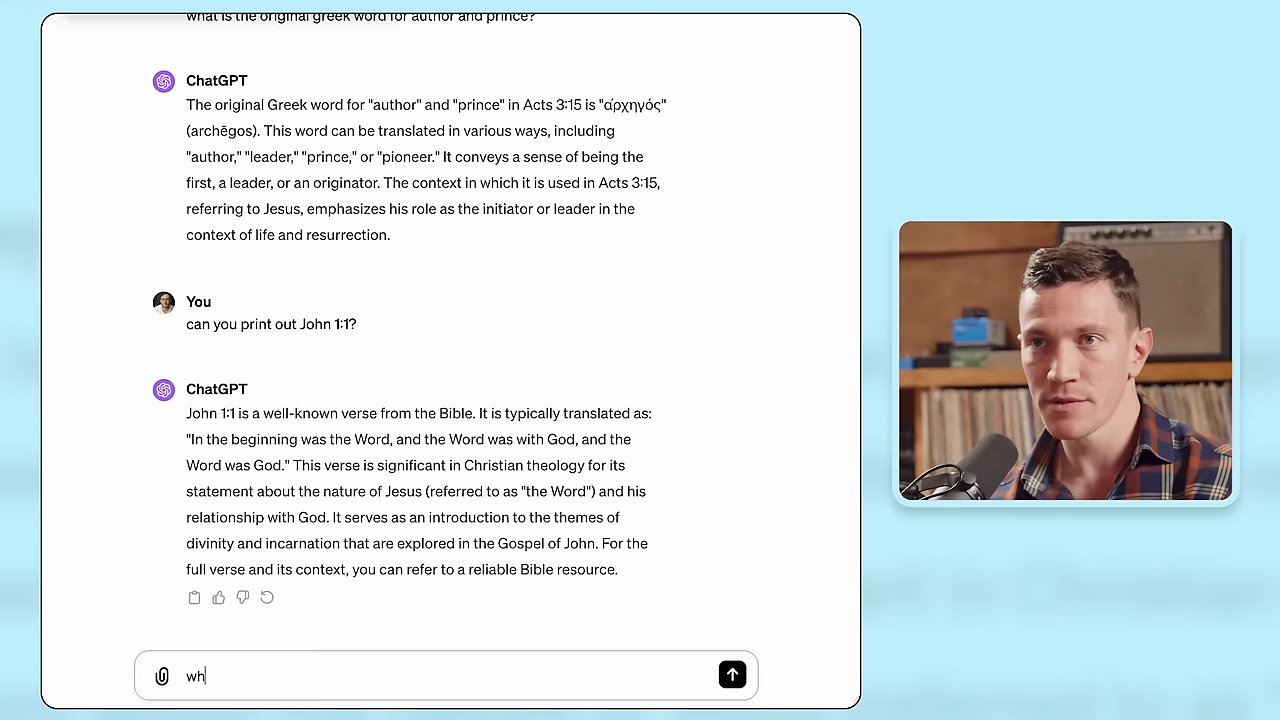 what is the original greek word for author and prince?
ChatGPT
The original Greek word for "author" and "prince" in Acts 3:15 is "ἀρχηγός"
(archēgos). This word can be translated in various ways, including
"author," "leader," "prince," or "pioneer." It conveys a sense of being the
first, a leader, or an originator. The context in which it is used in Acts 3:15,
referring to Jesus, emphasizes his role as the initiator or leader in the
context of life and resurrection.
You
can you print out John 1:1?
ChatGPT
John 1:1 is a well-known verse from the Bible. It is typically translated as:
"In the beginning was the Word, and the Word was with God, and the
Word was God." This verse is significant in Christian theology for its
statement about the nature of Jesus (referred to as "the Word") and his
relationship with God. It serves as an introduction to the themes of
divinity and incarnation that are explored in the Gospel of John. For the
full verse and its context, you can refer to a reliable Bible resource.
wh